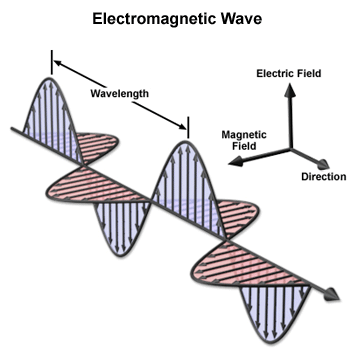 Electromagnetic Wave
Wavelength
Electric Field
Magnetic
Field
Direction